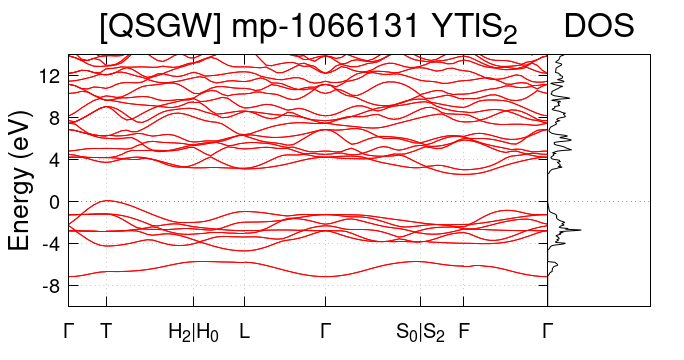 [QSGW] mp-1066131 YTlS2 DOS
Energy (eV)
12
8
4
0
-4
-8
Γ T H2|H0 L Γ S0|S2 F Γ